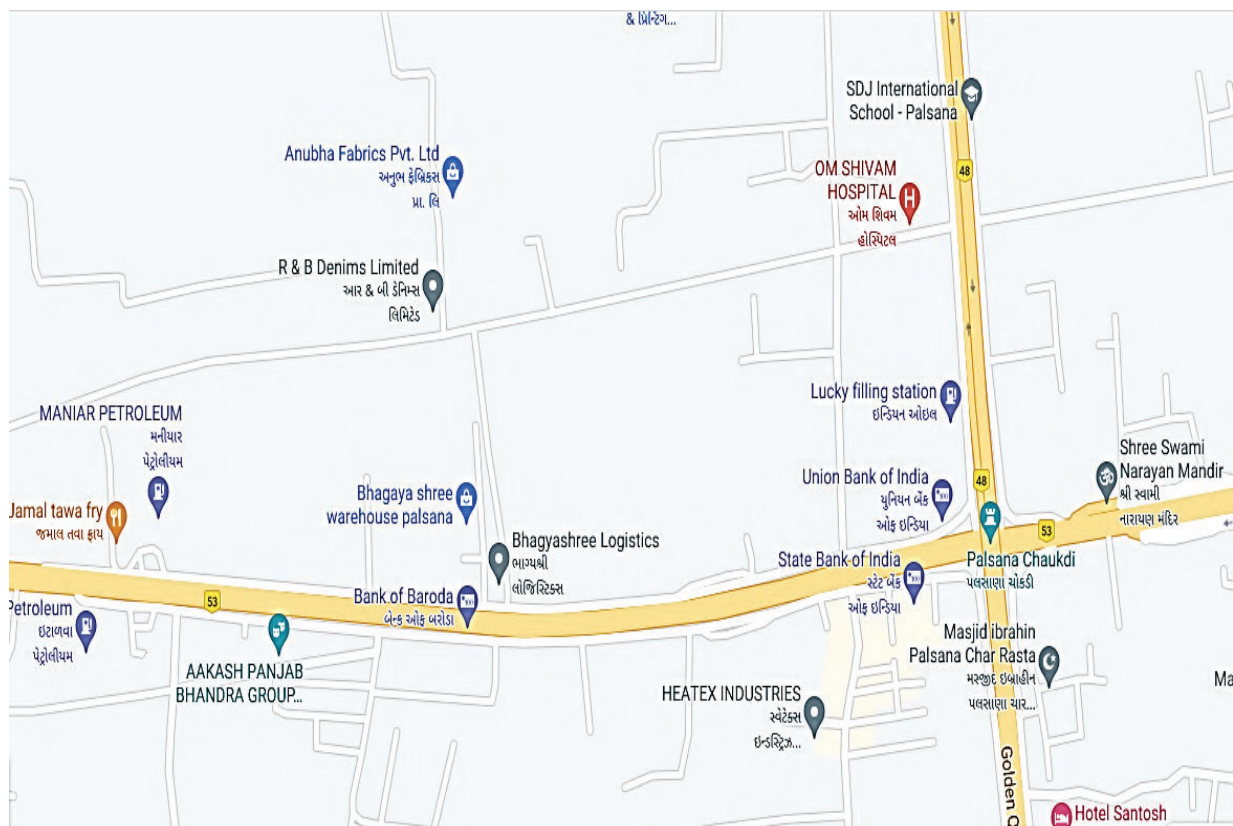 & પ્રિન્ટિંગ...
SDJ International
School - Palsana
Anubha Fabrics Pvt. Ltd
અનુભ ફેબ્રિકસ
પ્રા. લિ
48
OM SHIVAM
HOSPITAL
ઓમ શિવમ
હોસ્પિટલ
R & B Denims Limited
આર & બી ડેનિમ્સ
લિમિટેડ
Lucky filling station
ઇન્ડિયન ઓઇલ
MANIAR PETROLEUM
મનીયાર
પેટ્રોલીયમ
Shree Swami
Narayan Mandir
શ્રી સ્વામી
નારાયણ મંદિર
Union Bank of India
યુનિયન બેંક
ઓફ ઇન્ડિયા
48
Bhagaya shree
warehouse palsana
Jamal tawa fry
જમાલ તવા ફ્રાય
Bhagyashree Logistics
ભાગ્યશ્રી
લોજિસ્ટિક્સ
53
Palsana Chaukdi
પલસાણા ચોકડી
State Bank of India
સ્ટેટ બેંક
ઓફ ઇન્ડિયા
53
Bank of Baroda
બેન્ક ઓફ બરોડા
Petroleum
ઇટાળવા
પેટ્રોલીયમ
Masjid ibrahin
Palsana Char Rasta
મસ્જીદ ઇબ્રાહીન
પલસાણા ચાર...
AAKASH PANJAB
BHANDRA GROUP...
Ma
HEATEX INDUSTRIES
સ્વેટેક્સ
ઇન્ડસ્ટ્રિઝ...
Golden Q
Hotel Santosh